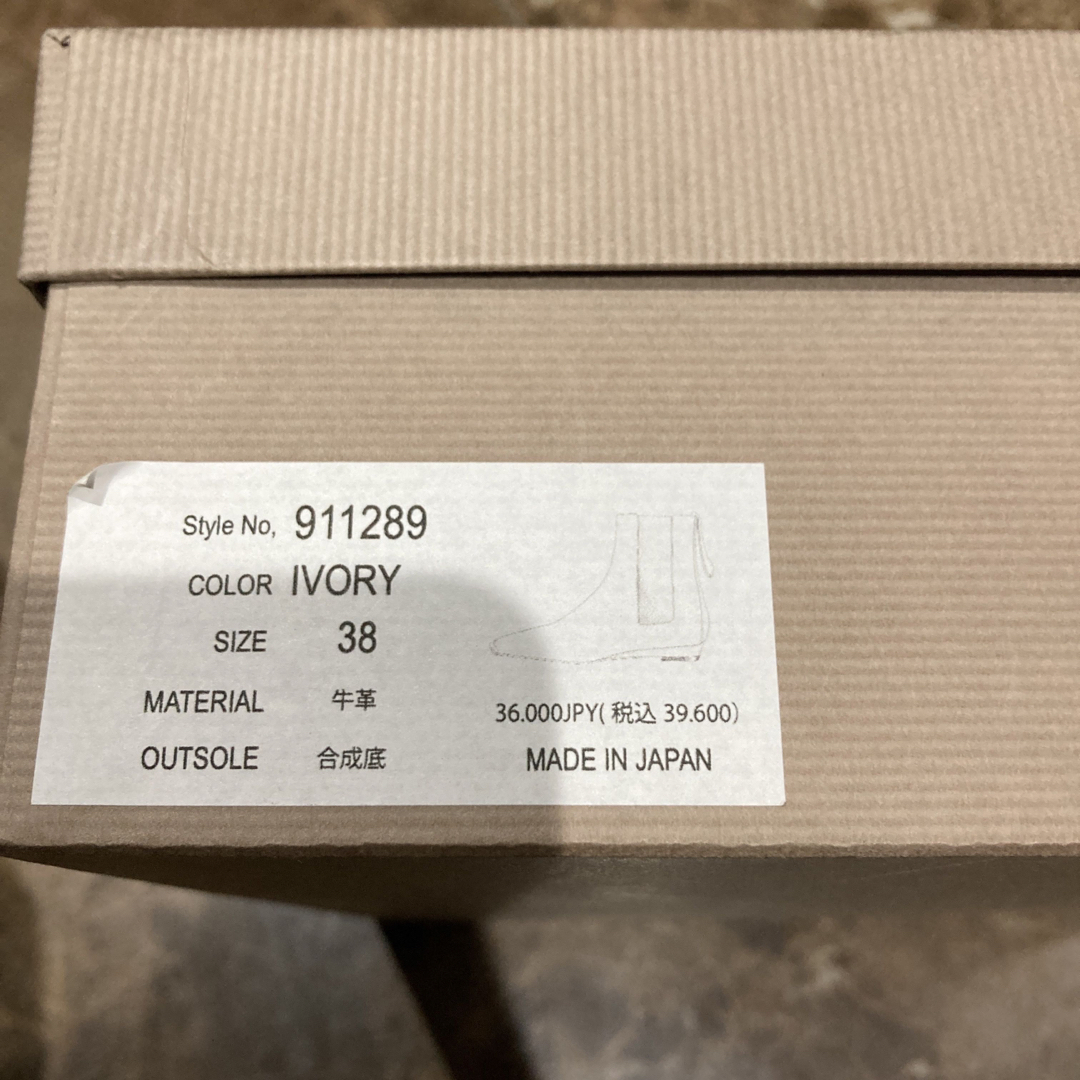 Style No, 911289
COLOR IVORY
SIZE 38
MATERIAL 牛革
OUTSOLE 合成底
36.000JPY( 税込 39.600)
MADE IN JAPAN